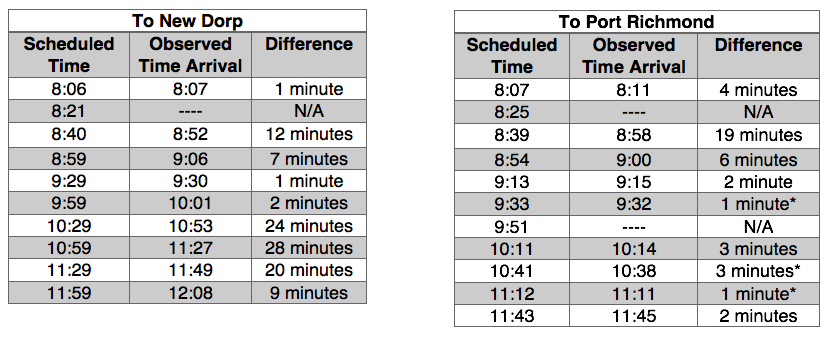 To New Dorp
Scheduled Time Observed Time Arrival Difference
8:06 8:07 1 minute
8:21 ---- N/A
8:40 8:52 12 minutes
8:59 9:06 7 minutes
9:29 9:30 1 minute
9:59 10:01 2 minutes
10:29 10:53 24 minutes
10:59 11:27 28 minutes
11:29 11:49 20 minutes
11:59 12:08 9 minutes
To Port Richmond
Scheduled Time Observed Time Arrival Difference
8:07 8:11 4 minutes
8:25 ---- N/A
8:39 8:58 19 minutes
8:54 9:00 6 minutes
9:13 9:15 2 minute
9:33 9:32 1 minute*
9:51 ---- N/A
10:11 10:14 3 minutes
10:41 10:38 3 minutes*
11:12 11:11 1 minute*
11:43 11:45 2 minutes